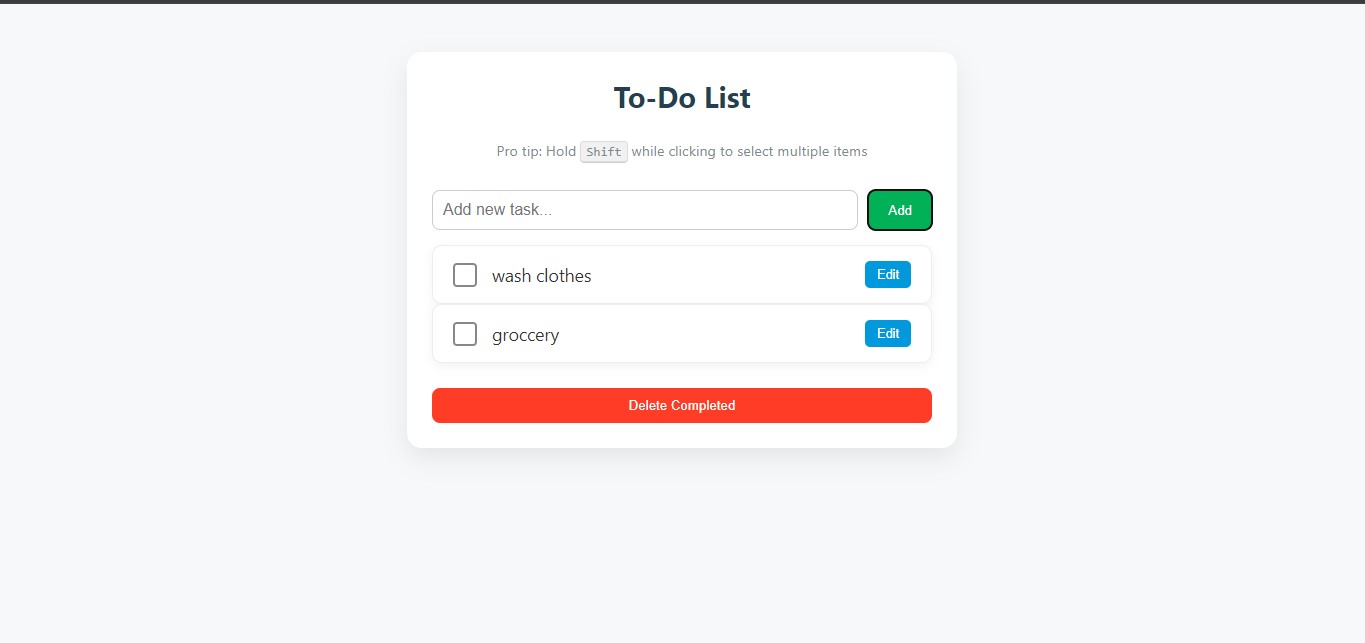 To-Do List
Pro tip: Hold Shift while clicking to select multiple items
Add new task... Add
wash clothes Edit
groccery Edit
Delete Completed